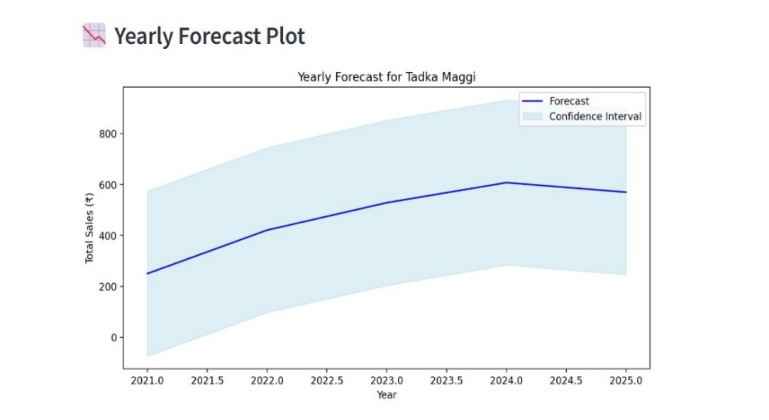 Yearly Forecast Plot
Yearly Forecast for Tadka Maggi
Forecast
Confidence Interval
Total Sales (₹)
800
600
400
200
0
2021.0 2021.5 2022.0 2022.5 2023.0 2023.5 2024.0 2024.5 2025.0
Year